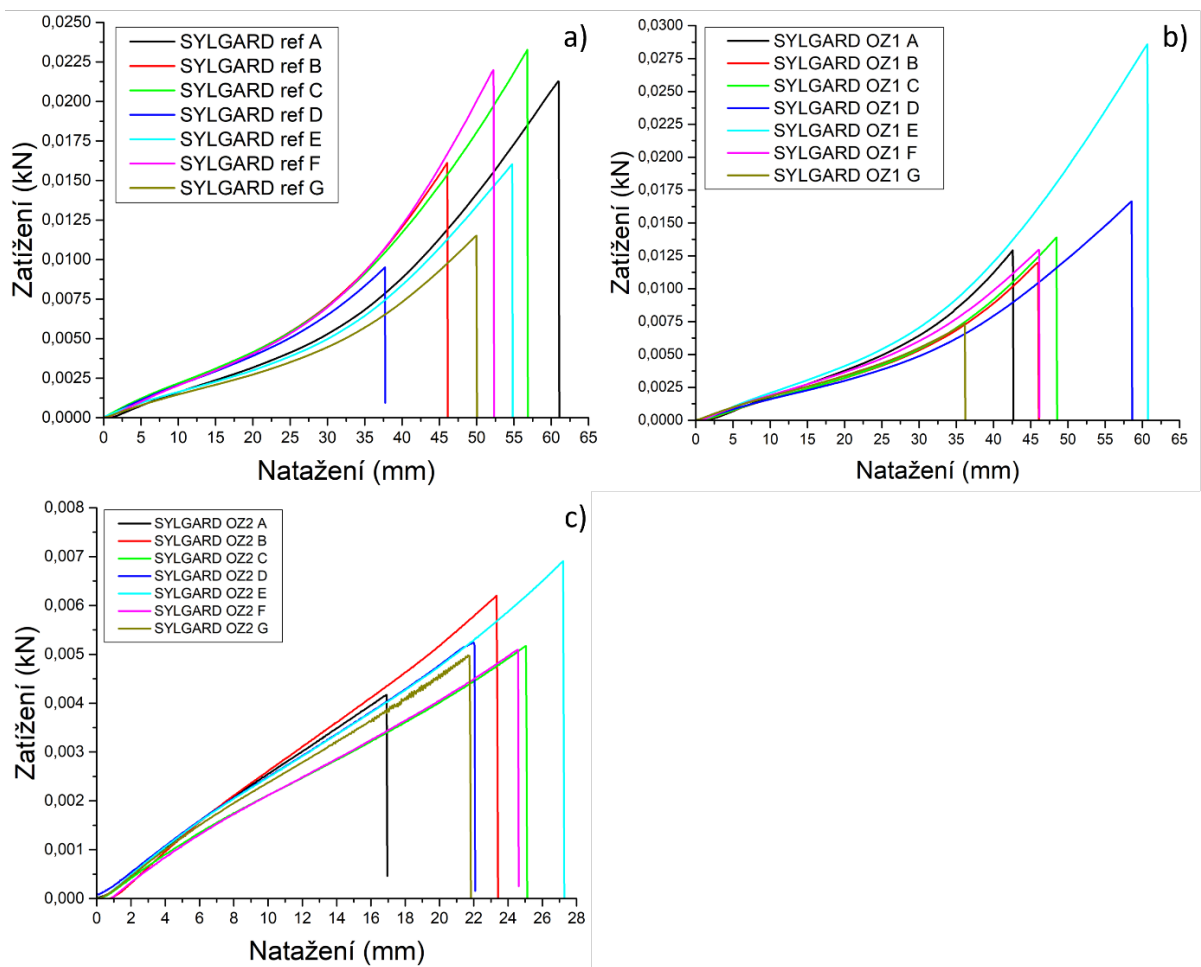 a)
SYLGARD ref A
SYLGARD ref B
SYLGARD ref C
SYLGARD ref D
SYLGARD ref E
SYLGARD ref F
SYLGARD ref G
Zatížení (kN)
0,0250
0,0225
0,0200
0,0175
0,0150
0,0125
0,0100
0,0075
0,0050
0,0025
0,0000
0 5 10 15 20 25 30 35 40 45 50 55 60 65
Natažení (mm)
b)
SYLGARD OZ1 A
SYLGARD OZ1 B
SYLGARD OZ1 C
SYLGARD OZ1 D
SYLGARD OZ1 E
SYLGARD OZ1 F
SYLGARD OZ1 G
Zatížení (kN)
0,0300
0,0275
0,0250
0,0225
0,0200
0,0175
0,0150
0,0125
0,0100
0,0075
0,0050
0,0025
0,0000
0 5 10 15 20 25 30 35 40 45 50 55 60 65
Natažení (mm)
c)
SYLGARD OZ2 A
SYLGARD OZ2 B
SYLGARD OZ2 C
SYLGARD OZ2 D
SYLGARD OZ2 E
SYLGARD OZ2 F
SYLGARD OZ2 G
Zatížení (kN)
0,008
0,007
0,006
0,005
0,004
0,003
0,002
0,001
0,000
0 2 4 6 8 10 12 14 16 18 20 22 24 26 28
Natažení (mm)